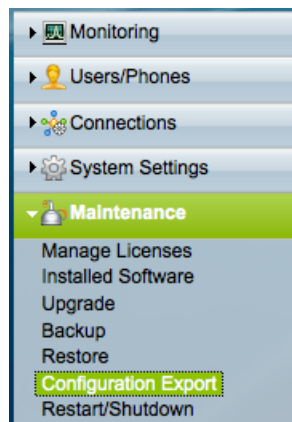 Monitoring
Users/Phones
Connections
System Settings
Maintenance
Manage Licenses
Installed Software
Upgrade
Backup
Restore
Configuration Export
Restart/Shutdown